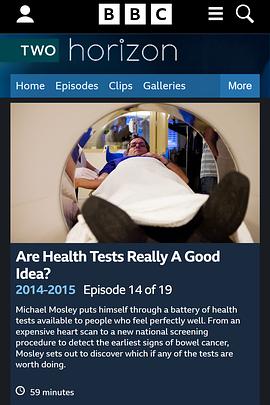 BBC
TWO horizon
Home Episodes Clips Galleries More
Are Health Tests Really A Good
Idea?
2014-2015 Episode 14 of 19
Michael Mosley puts himself through a battery of health
tests available to people who feel perfectly well. From an
expensive heart scan to a new national screening
procedure to detect the earliest signs of bowel cancer,
Mosley sets out to discover which if any of the tests are
worth doing.
59 minutes